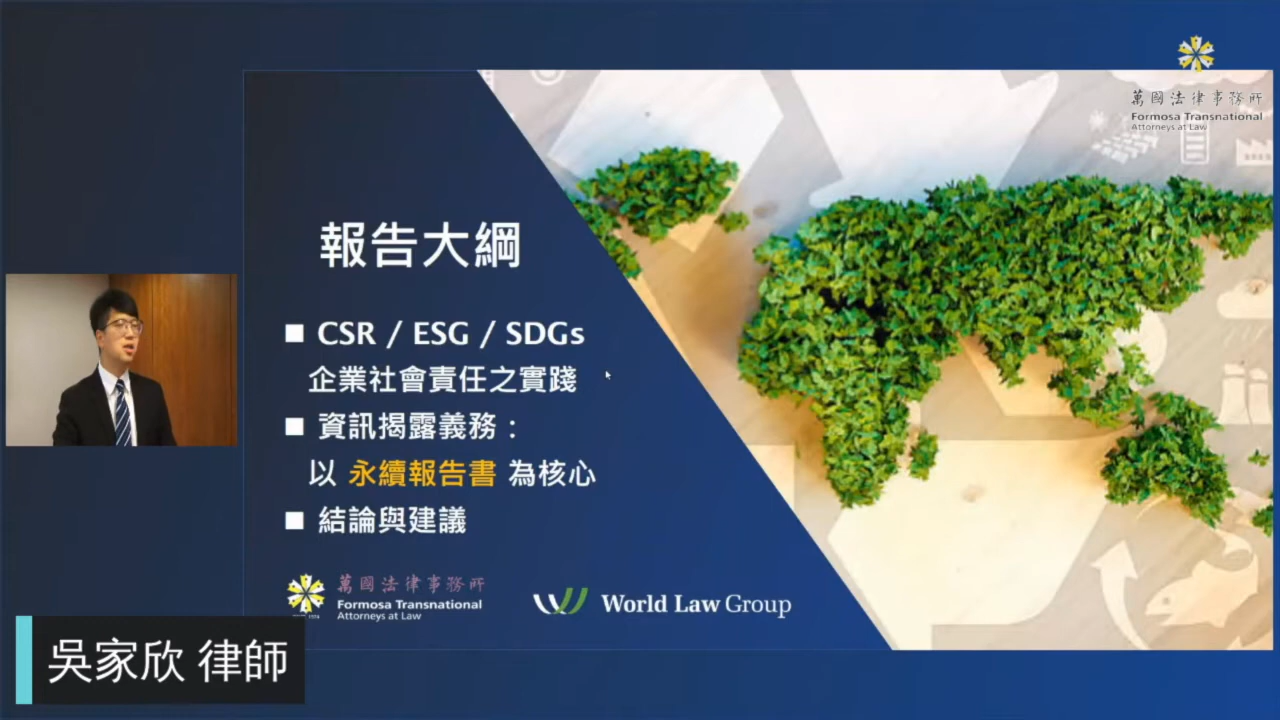 萬國法律事務所
Formosa Transnational
Attorneys at Law
報告大綱
■ CSR / ESG / SDGs
企業社會責任之實踐
■ 資訊揭露義務：
以 永續報告書 為核心
■ 結論與建議
萬國法律事務所
Formosa Transnational
Attorneys at Law
World Law Group
吳家欣 律師